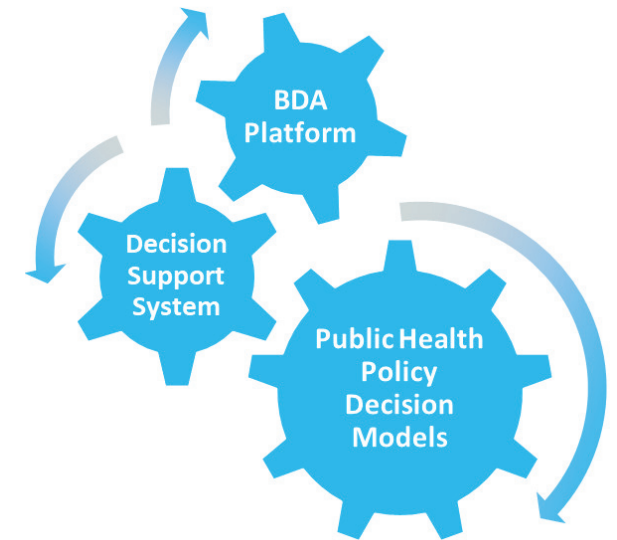 BDA
Platform
Decision
Support
System
Public Health
Policy
Decision
Models